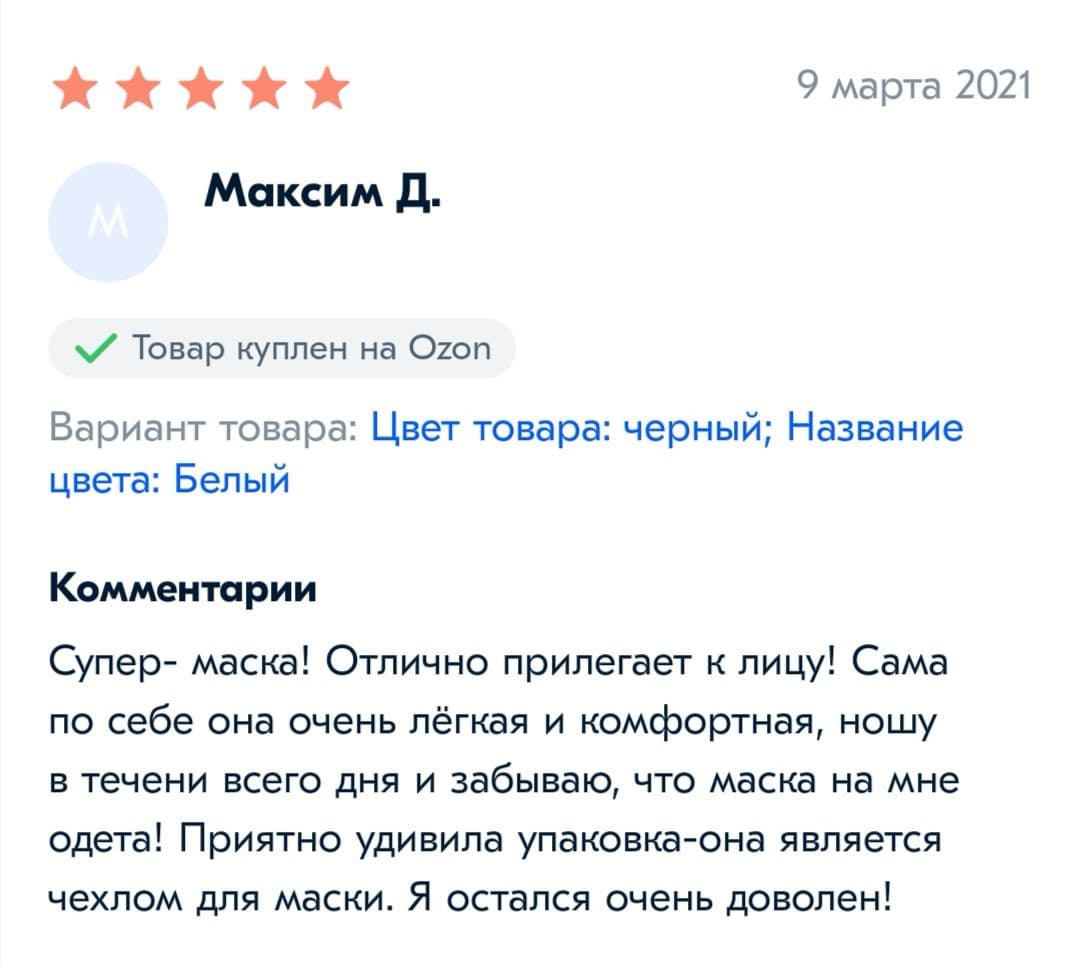 9 марта 2021
М
Максим Д.
Товар куплен на Ozon
Вариант товара: Цвет товара: черный; Название
цвета: Белый
Комментарии
Супер- маска! Отлично прилегает к лицу! Сама
по себе она очень лёгкая и комфортная, ношу
в течени всего дня и забываю, что маска на мне
одета! Приятно удивила упаковка-она является
чехлом для маски. Я остался очень доволен!